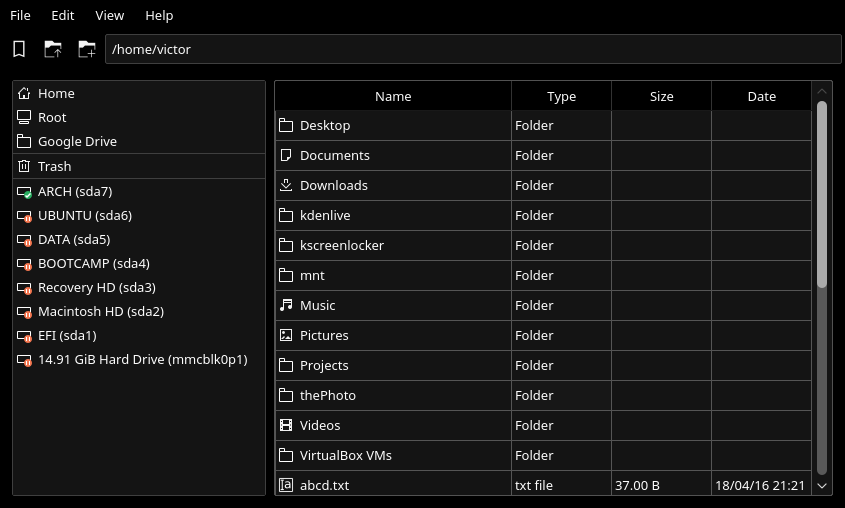 File Edit View Help
/home/victor
Home
Root
Google Drive
Trash
ARCH (sda7)
UBUNTU (sda6)
DATA (sda5)
BOOTCAMP (sda4)
Recovery HD (sda3)
Macintosh HD (sda2)
EFI (sda1)
14.91 GiB Hard Drive (mmcblk0p1)
Name Type Size Date
Desktop Folder
Documents Folder
Downloads Folder
kdenlive Folder
kscreenlocker Folder
mnt Folder
Music Folder
Pictures Folder
Projects Folder
thePhoto Folder
Videos Folder
VirtualBox VMs Folder
abcd.txt txt file 37.00 B 18/04/16 21:21